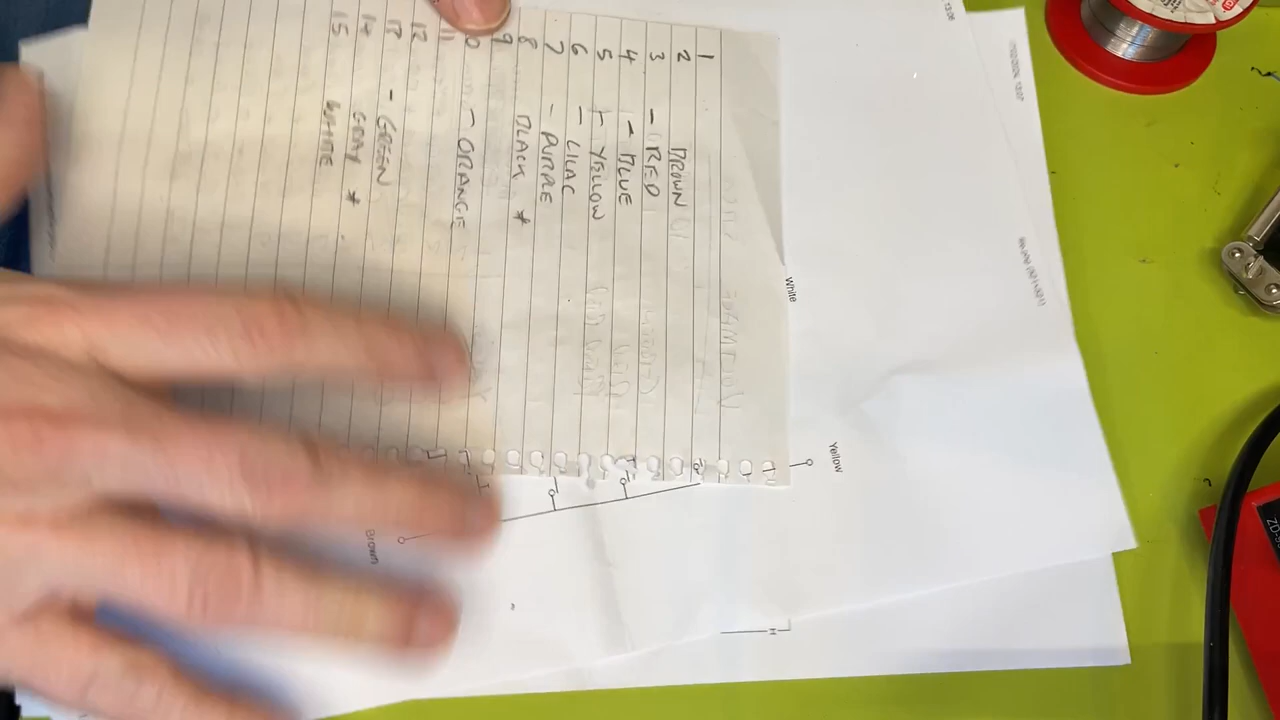 1
2 BROWN
3 - RED
4 - BLUE
5 - YELLOW
6 - LILAC
7 - PURPLE
8 BLACK *
9
10 - ORANGE
11
12
13 - GREEN
14 GRAY *
15 WHITE
White
Yellow
Brown